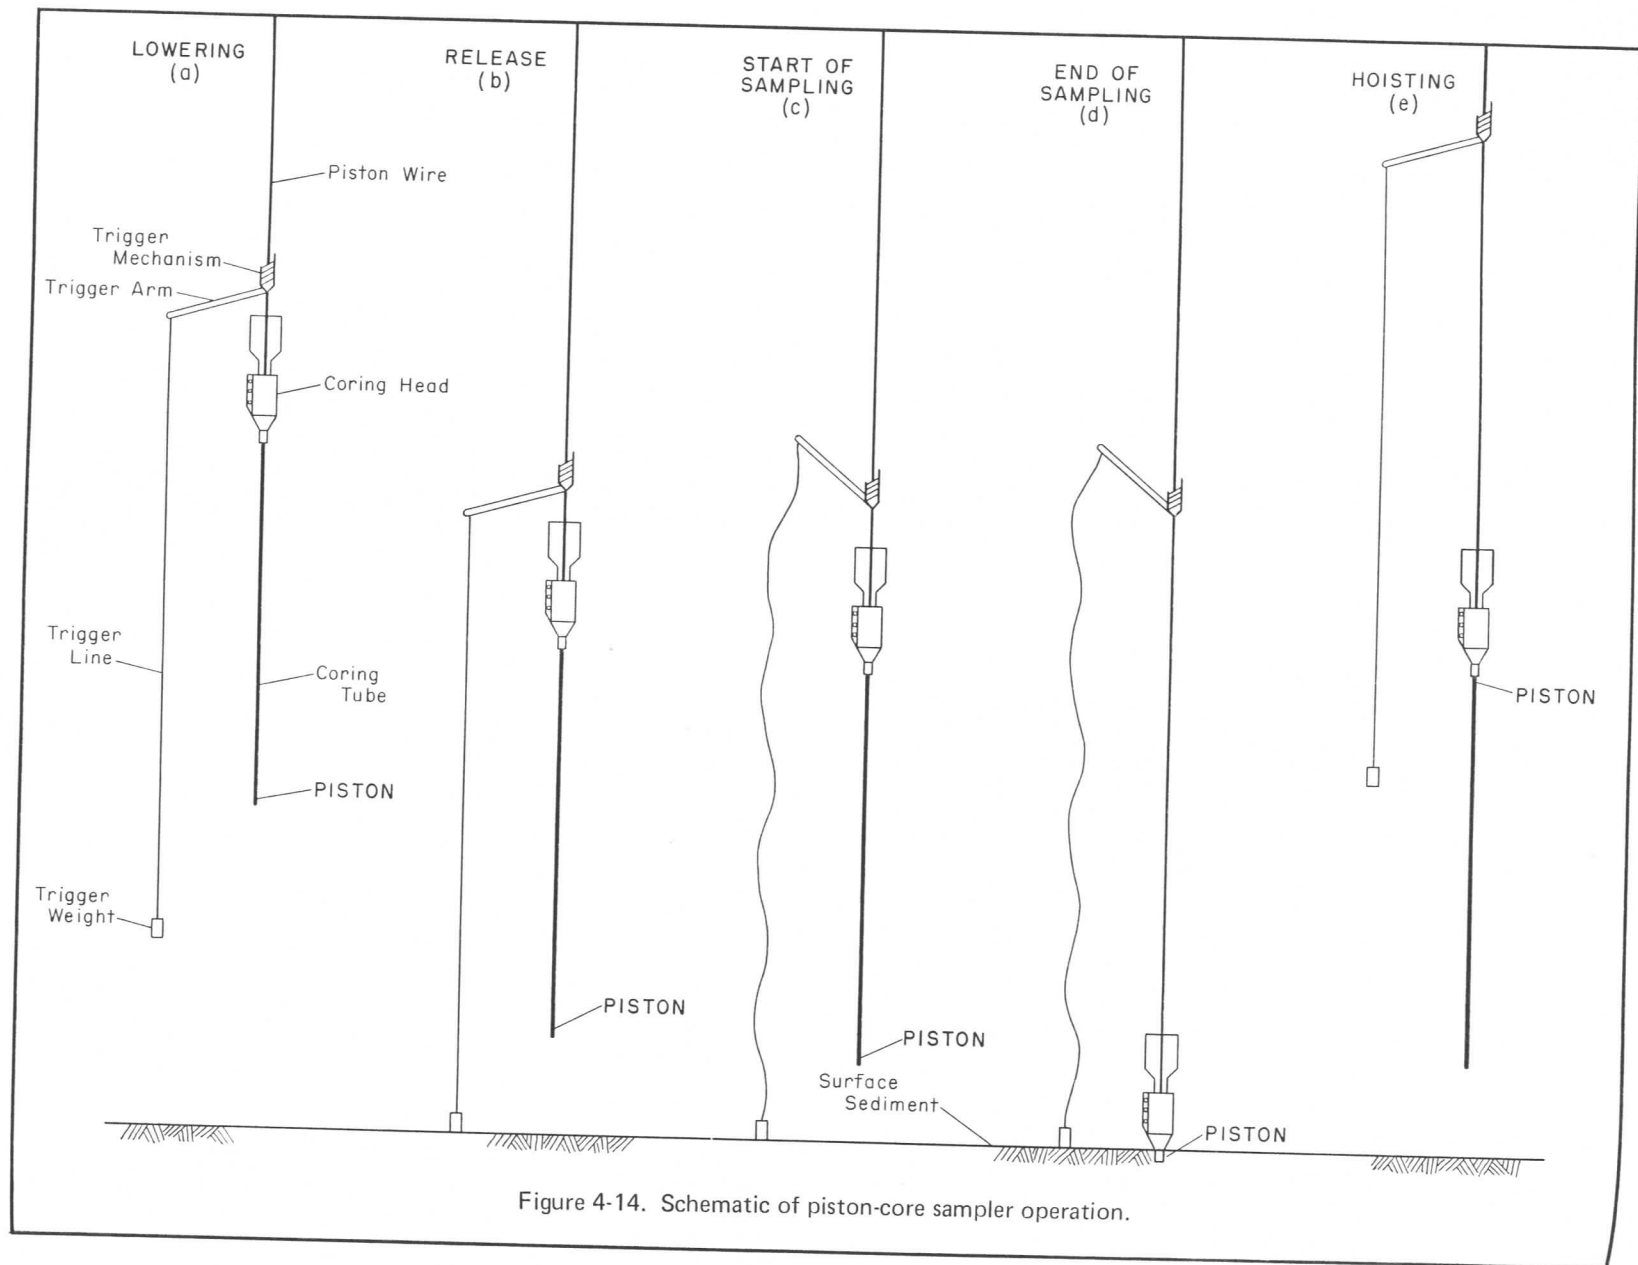 LOWERING
(a)
RELEASE
(b)
START OF
SAMPLING
(c)
END OF
SAMPLING
(d)
HOISTING
(e)
Piston Wire
Trigger
Mechanism
Trigger Arm
Coring Head
Trigger
Line
Coring
Tube
PISTON
Trigger
Weight
PISTON
PISTON
Surface
Sediment
PISTON
PISTON
Figure 4-14. Schematic of piston-core sampler operation.